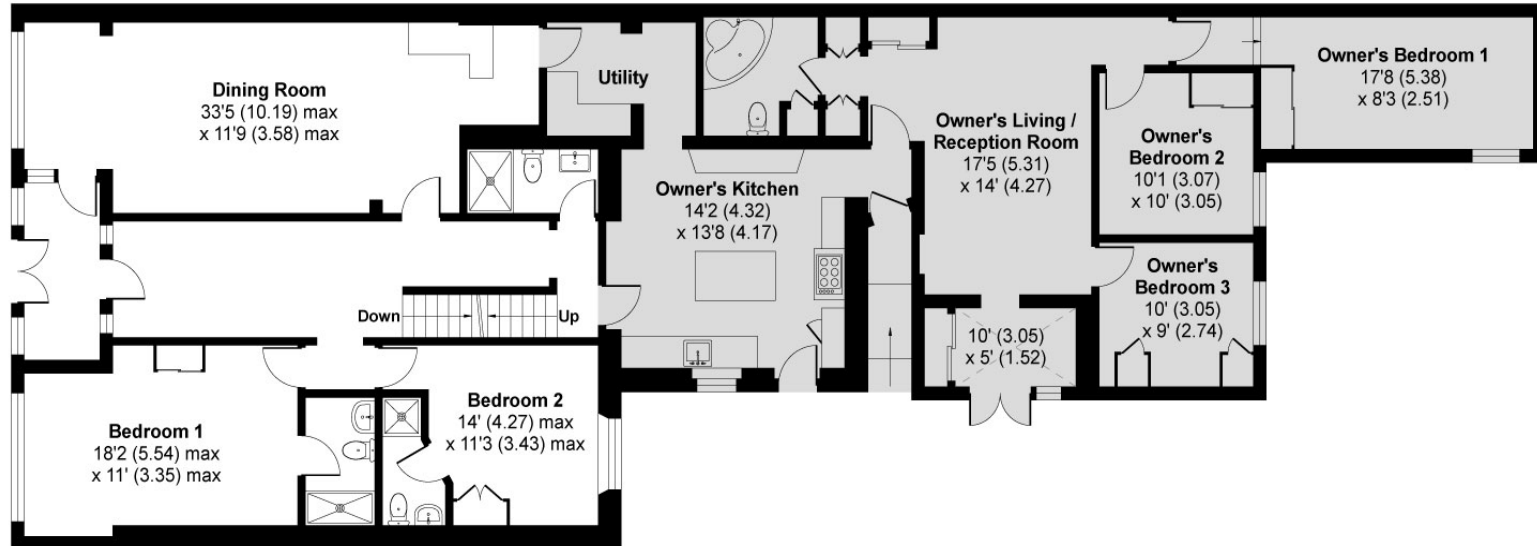 Dining Room
33'5 (10.19) max
x 11'9 (3.58) max
Utility
Owner's Bedroom 1
17'8 (5.38)
x 8'3 (2.51)
Owner's Living /
Reception Room
17'5 (5.31)
x 14' (4.27)
Owner's
Bedroom 2
10'1 (3.07)
x 10' (3.05)
Owner's Kitchen
14'2 (4.32)
x 13'8 (4.17)
Owner's
Bedroom 3
10' (3.05)
x 9' (2.74)
Down
Up
10' (3.05)
x 5' (1.52)
Bedroom 1
18'2 (5.54) max
x 11' (3.35) max
Bedroom 2
14' (4.27) max
x 11'3 (3.43) max